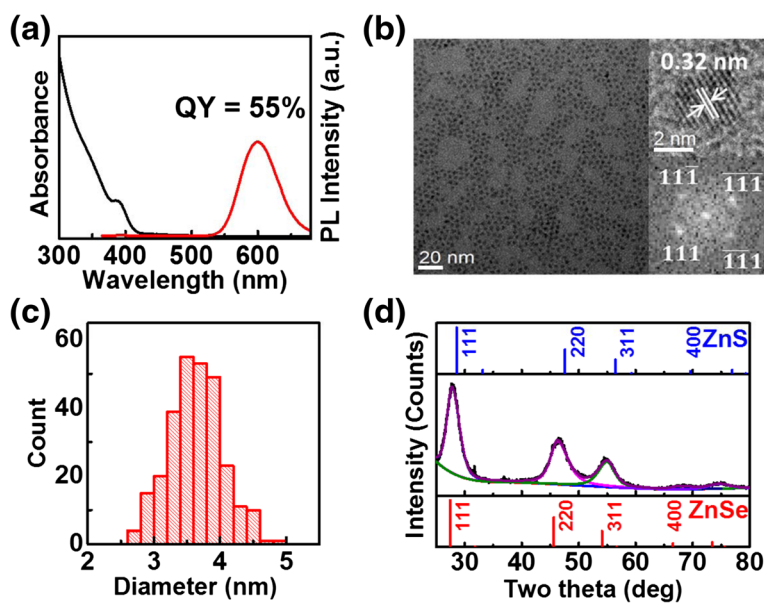 (a)
Absorbance
QY = 55%
PL Intensity (a.u.)
300 400 500 600
Wavelength (nm)
(b)
20 nm
0.32 nm
2 nm
111̅ 1̅1̅1̅
111 1̅1̅1
(c)
60
40
20
0
Count
2 3 4 5
Diameter (nm)
(d)
Intensity (Counts)
111 220 311 400 ZnS
111 220 311 400 ZnSe
30 40 50 60 70 80
Two theta (deg)